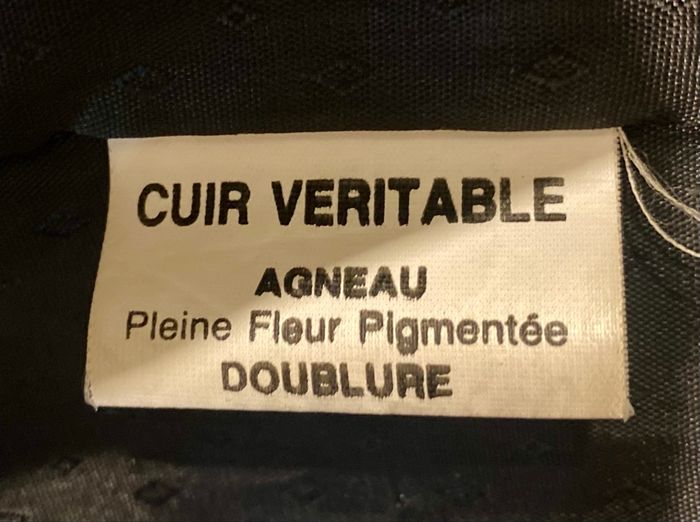 CUIR VERITABLE
AGNEAU
Pleine Fleur Pigmentée
DOUBLURE